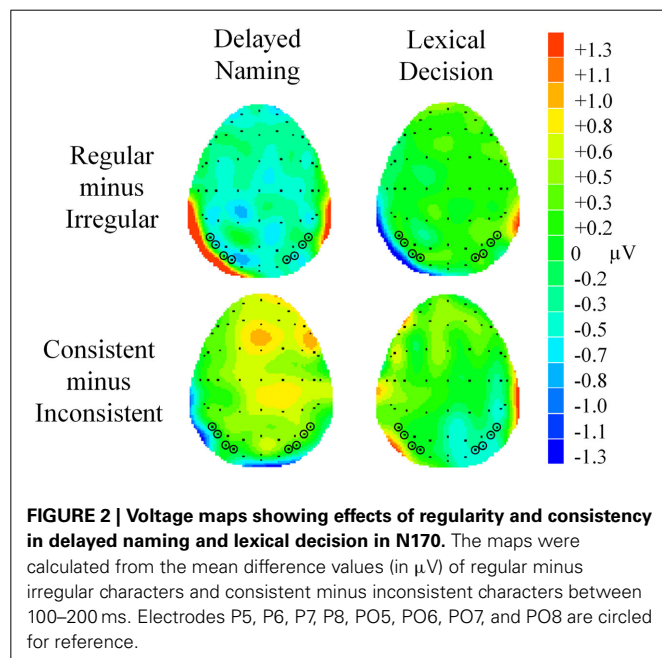 Delayed
Naming
Lexical
Decision
Regular
minus
Irregular
Consistent
minus
Inconsistent
+1.3
+1.1
+1.0
+0.8
+0.6
+0.5
+0.3
+0.2
0 μV
-0.2
-0.3
-0.5
-0.7
-0.8
-1.0
-1.1
-1.3
FIGURE 2 | Voltage maps showing effects of regularity and consistency
in delayed naming and lexical decision in N170. The maps were
calculated from the mean difference values (in μV) of regular minus
irregular characters and consistent minus inconsistent characters between
100–200 ms. Electrodes P5, P6, P7, P8, PO5, PO6, PO7, and PO8 are circled
for reference.